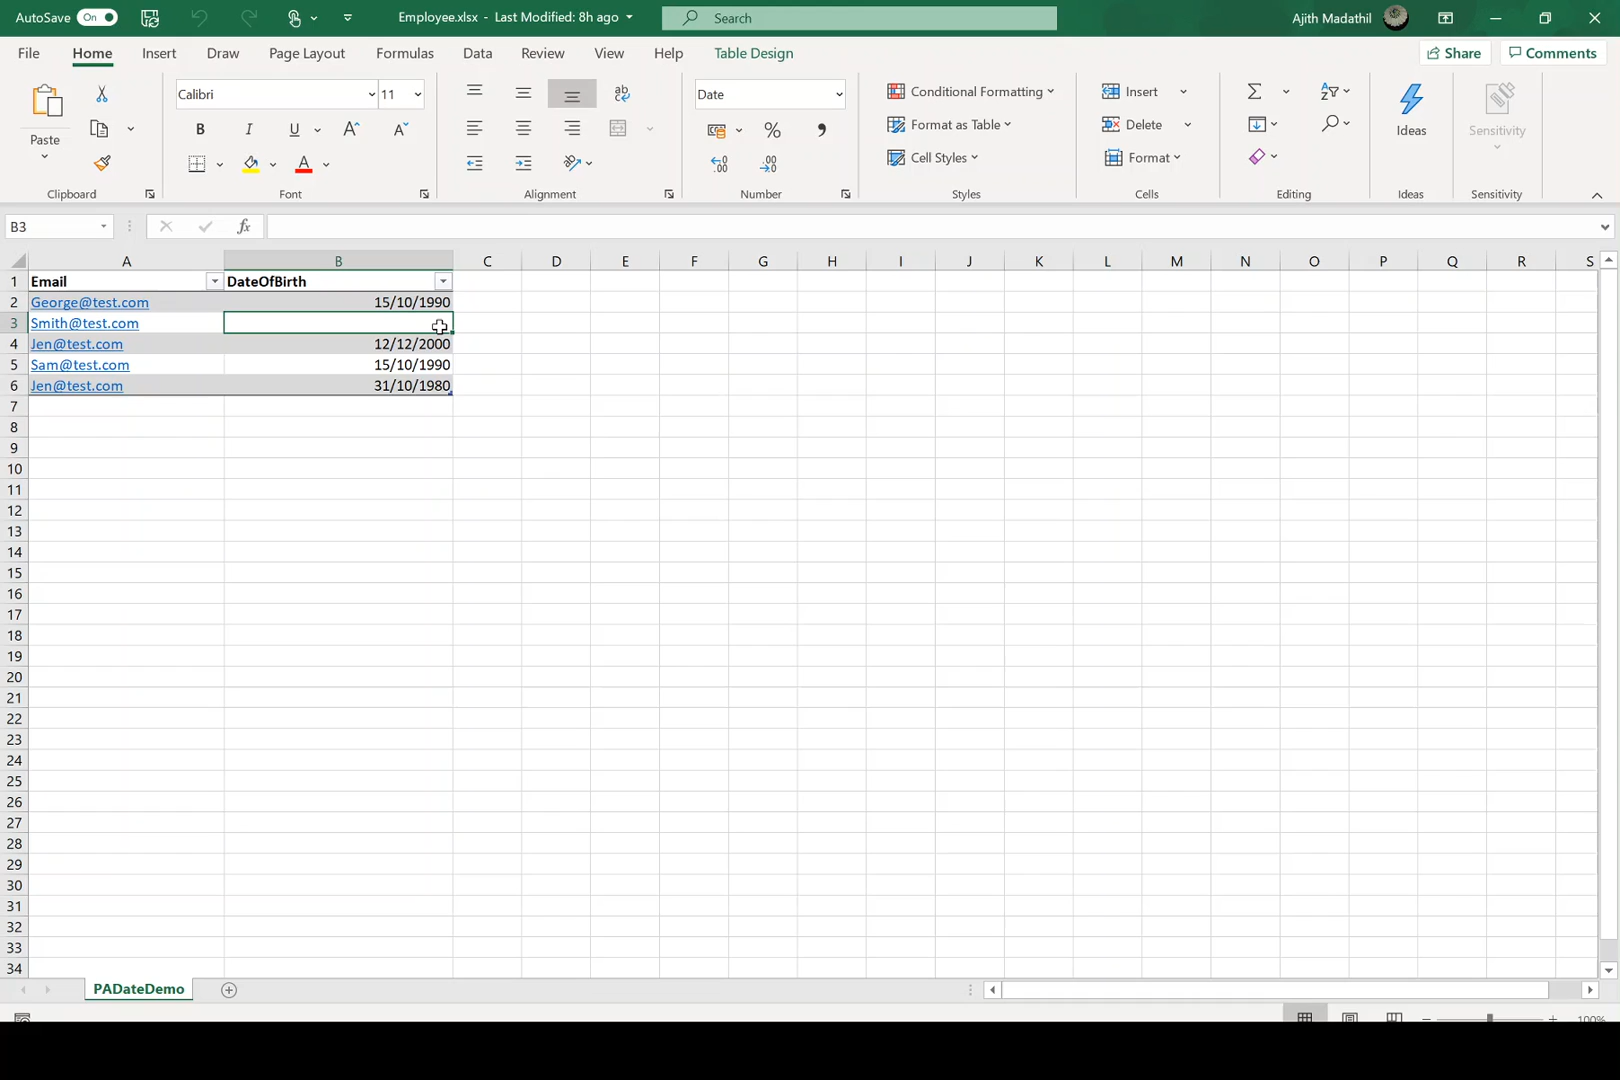 AutoSave On Employee.xlsx - Last Modified: 8h ago Search Ajith Madathil
File Home Insert Draw Page Layout Formulas Data Review View Help Table Design Share Comments
Calibri 11 ab Date Conditional Formatting Insert
Paste B I U A A % , Format as Table Delete Ideas Sensitivity
A Cell Styles Format
Clipboard Font Alignment Number Styles Cells Editing Ideas Sensitivity
B3 fx
A B C D E F G H I J K L M N O P Q R S
1 Email DateOfBirth
2 George@test.com 15/10/1990
3 Smith@test.com
4 Jen@test.com 12/12/2000
5 Sam@test.com 15/10/1990
6 Jen@test.com 31/10/1980
7
8
9
10
11
12
13
14
15
16
17
18
19
20
21
22
23
24
25
26
27
28
29
30
31
32
33
34
PADateDemo
100%